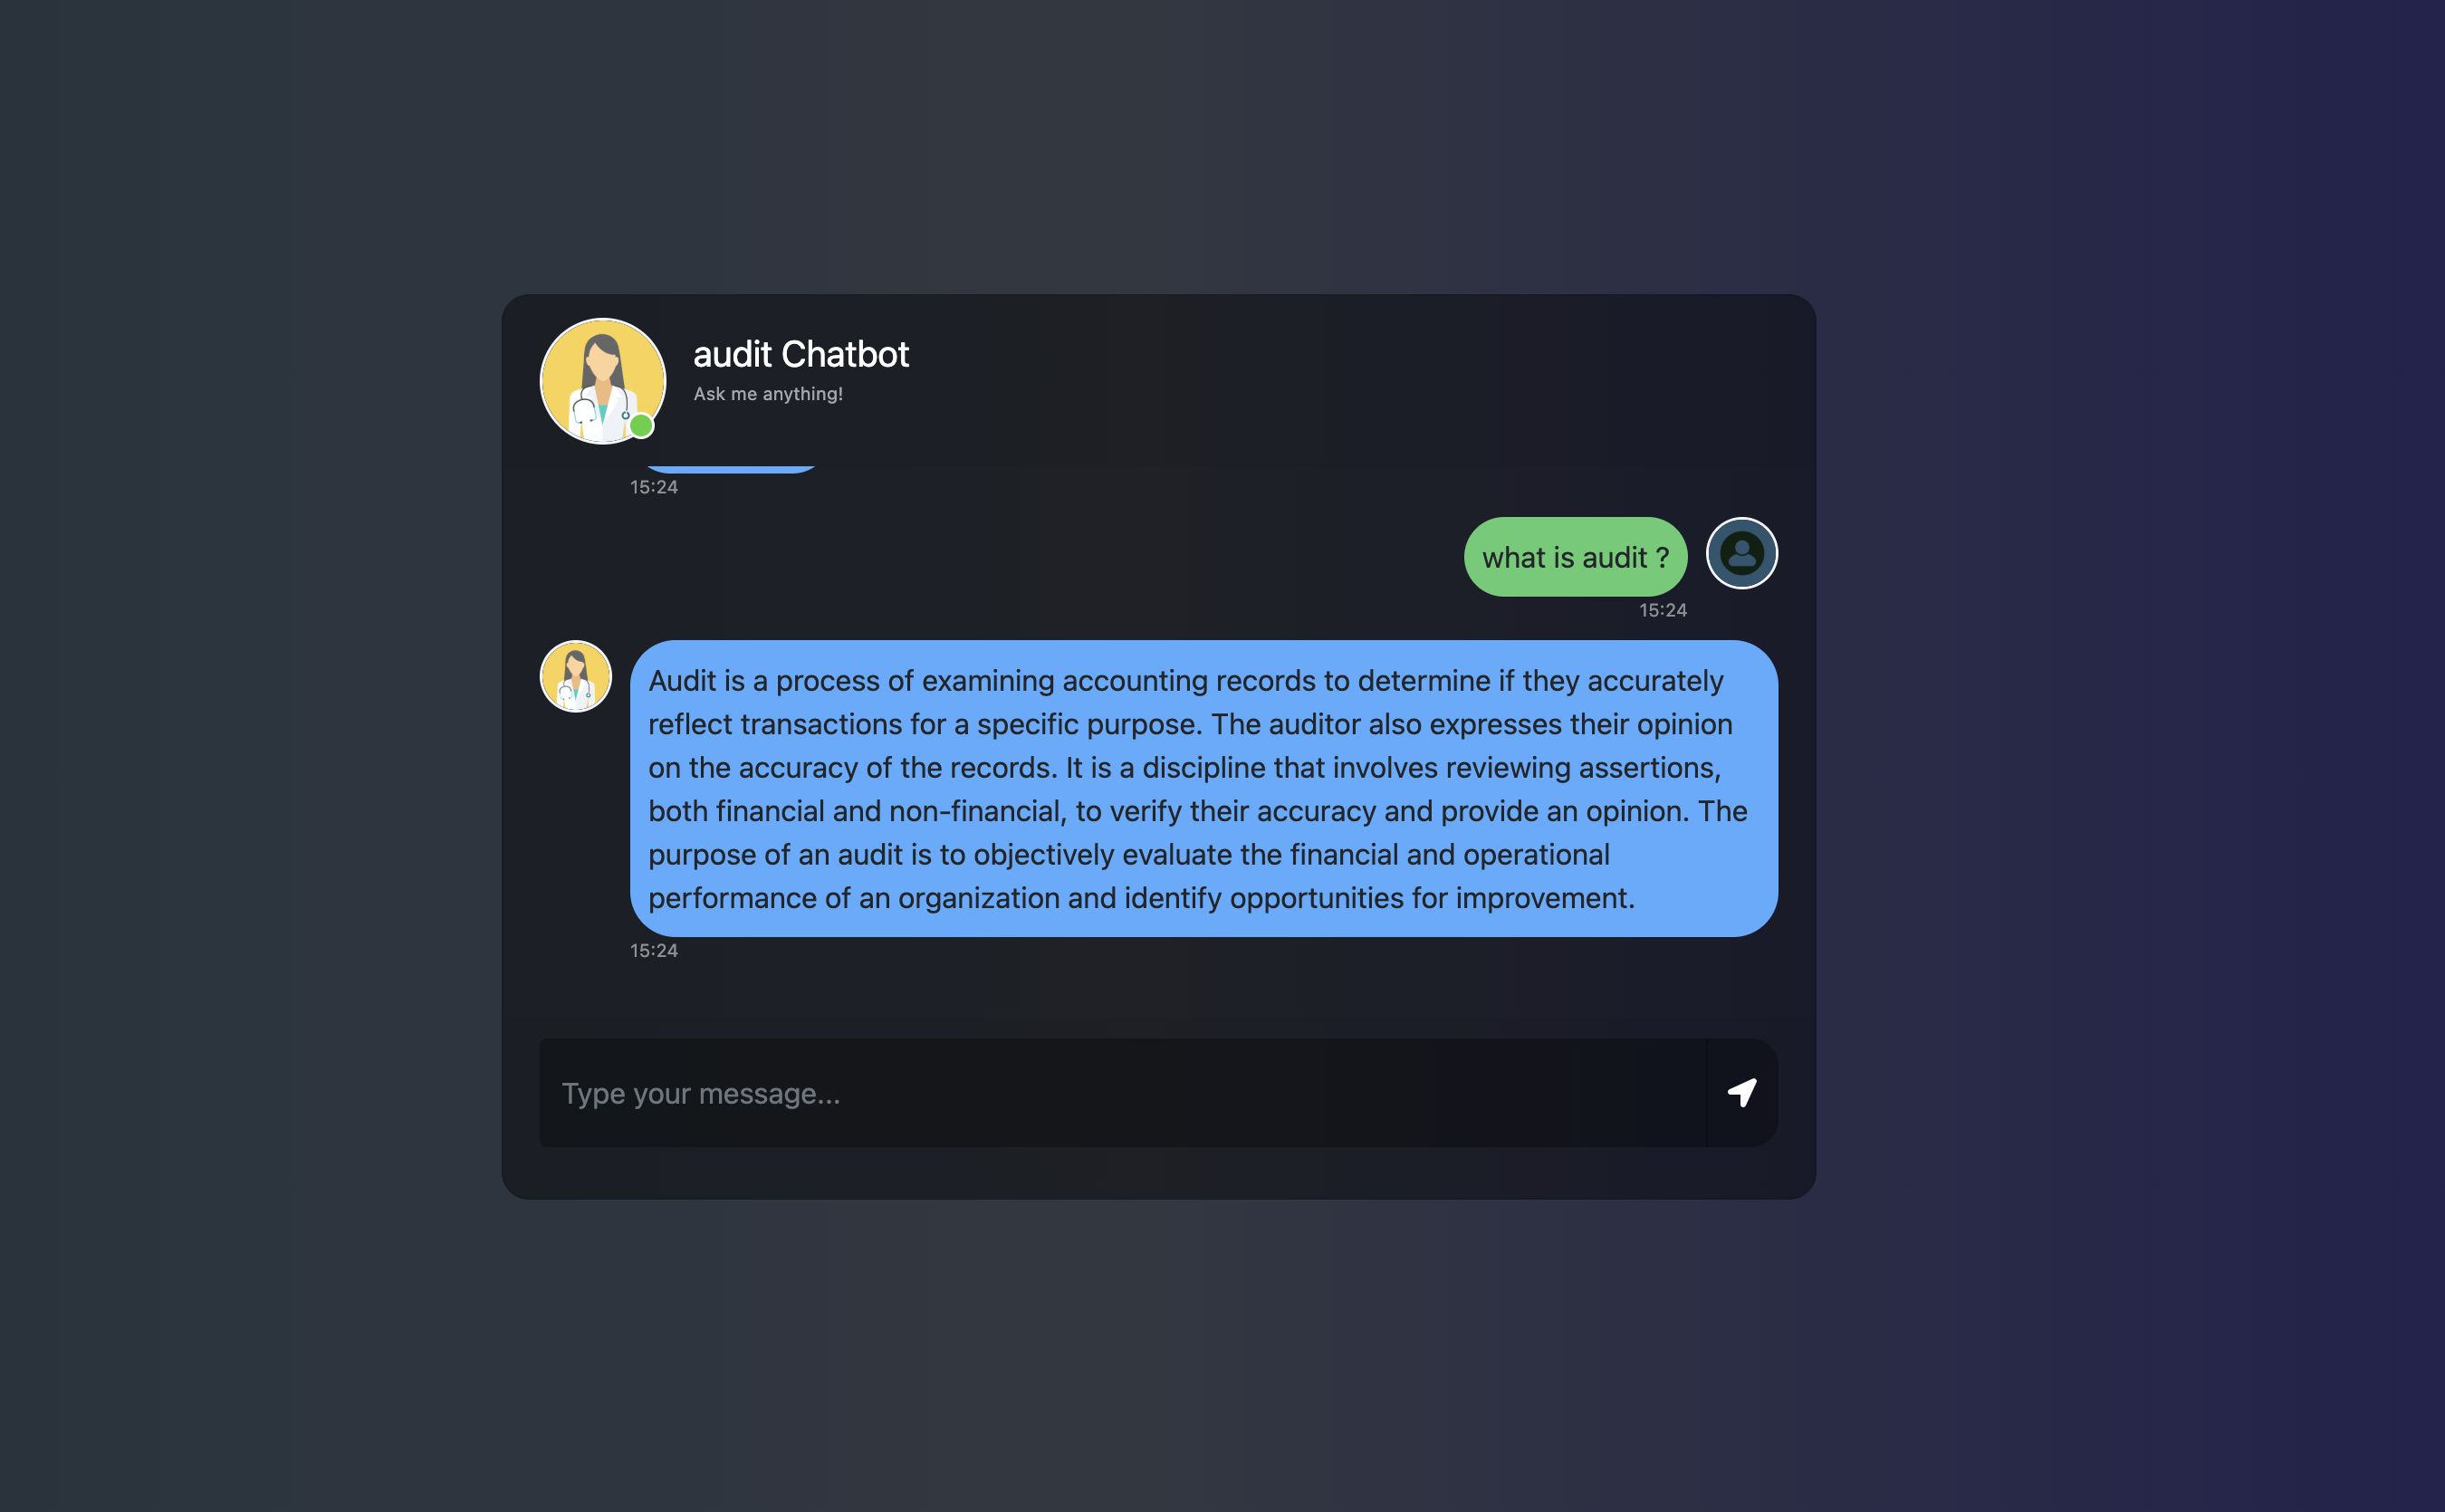 audit Chatbot
Ask me anything!
15:24
what is audit ?
15:24
Audit is a process of examining accounting records to determine if they accurately
reflect transactions for a specific purpose. The auditor also expresses their opinion
on the accuracy of the records. It is a discipline that involves reviewing assertions,
both financial and non-financial, to verify their accuracy and provide an opinion. The
purpose of an audit is to objectively evaluate the financial and operational
performance of an organization and identify opportunities for improvement.
15:24
Type your message...